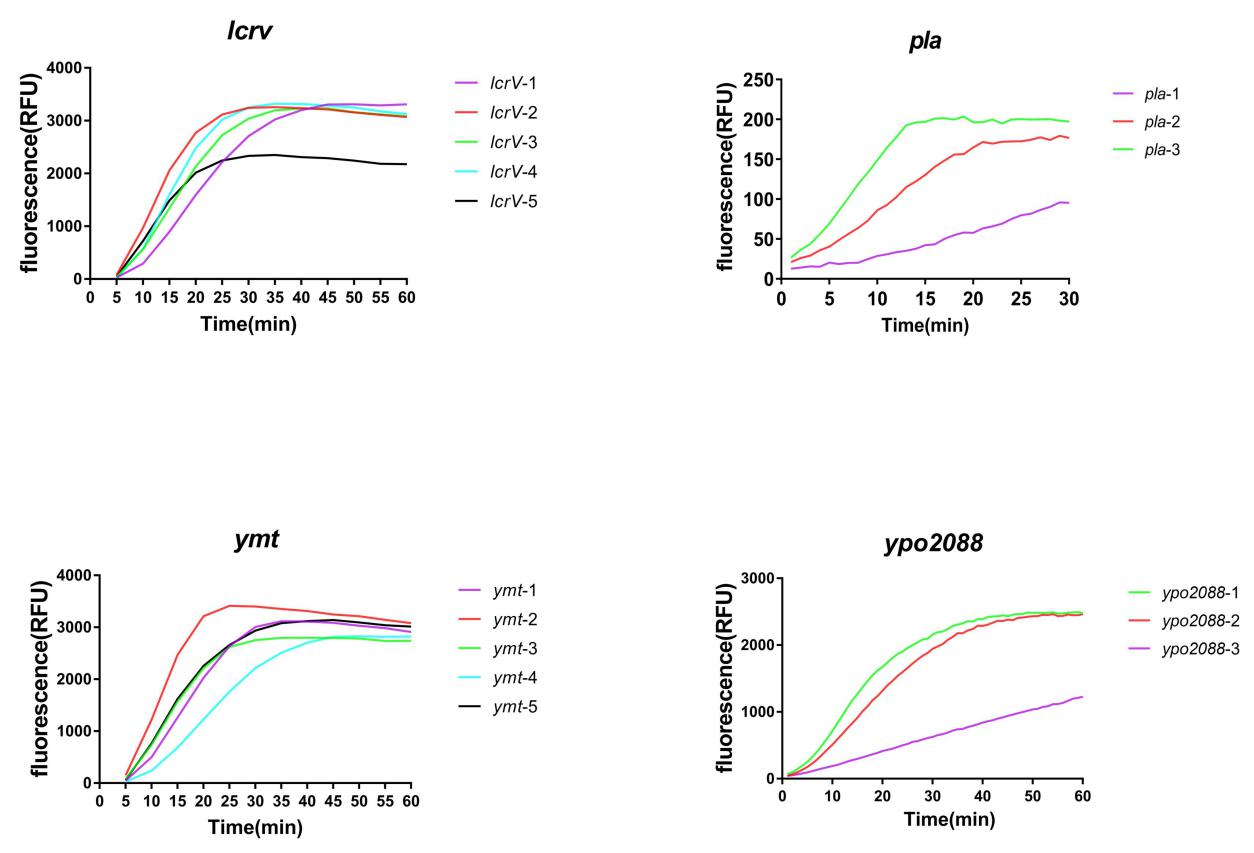 lcrv
fluorescence(RFU)
4000
3000
2000
1000
0
0 5 10 15 20 25 30 35 40 45 50 55 60
Time(min)
lcrV-1
lcrV-2
lcrV-3
lcrV-4
lcrV-5
pla
fluorescence(RFU)
250
200
150
100
50
0
0 5 10 15 20 25 30
Time(min)
pla-1
pla-2
pla-3
ymt
fluorescence(RFU)
4000
3000
2000
1000
0
0 5 10 15 20 25 30 35 40 45 50 55 60
Time(min)
ymt-1
ymt-2
ymt-3
ymt-4
ymt-5
ypo2088
fluorescence(RFU)
3000
2000
1000
0
0 10 20 30 40 50 60
Time(min)
ypo2088-1
ypo2088-2
ypo2088-3